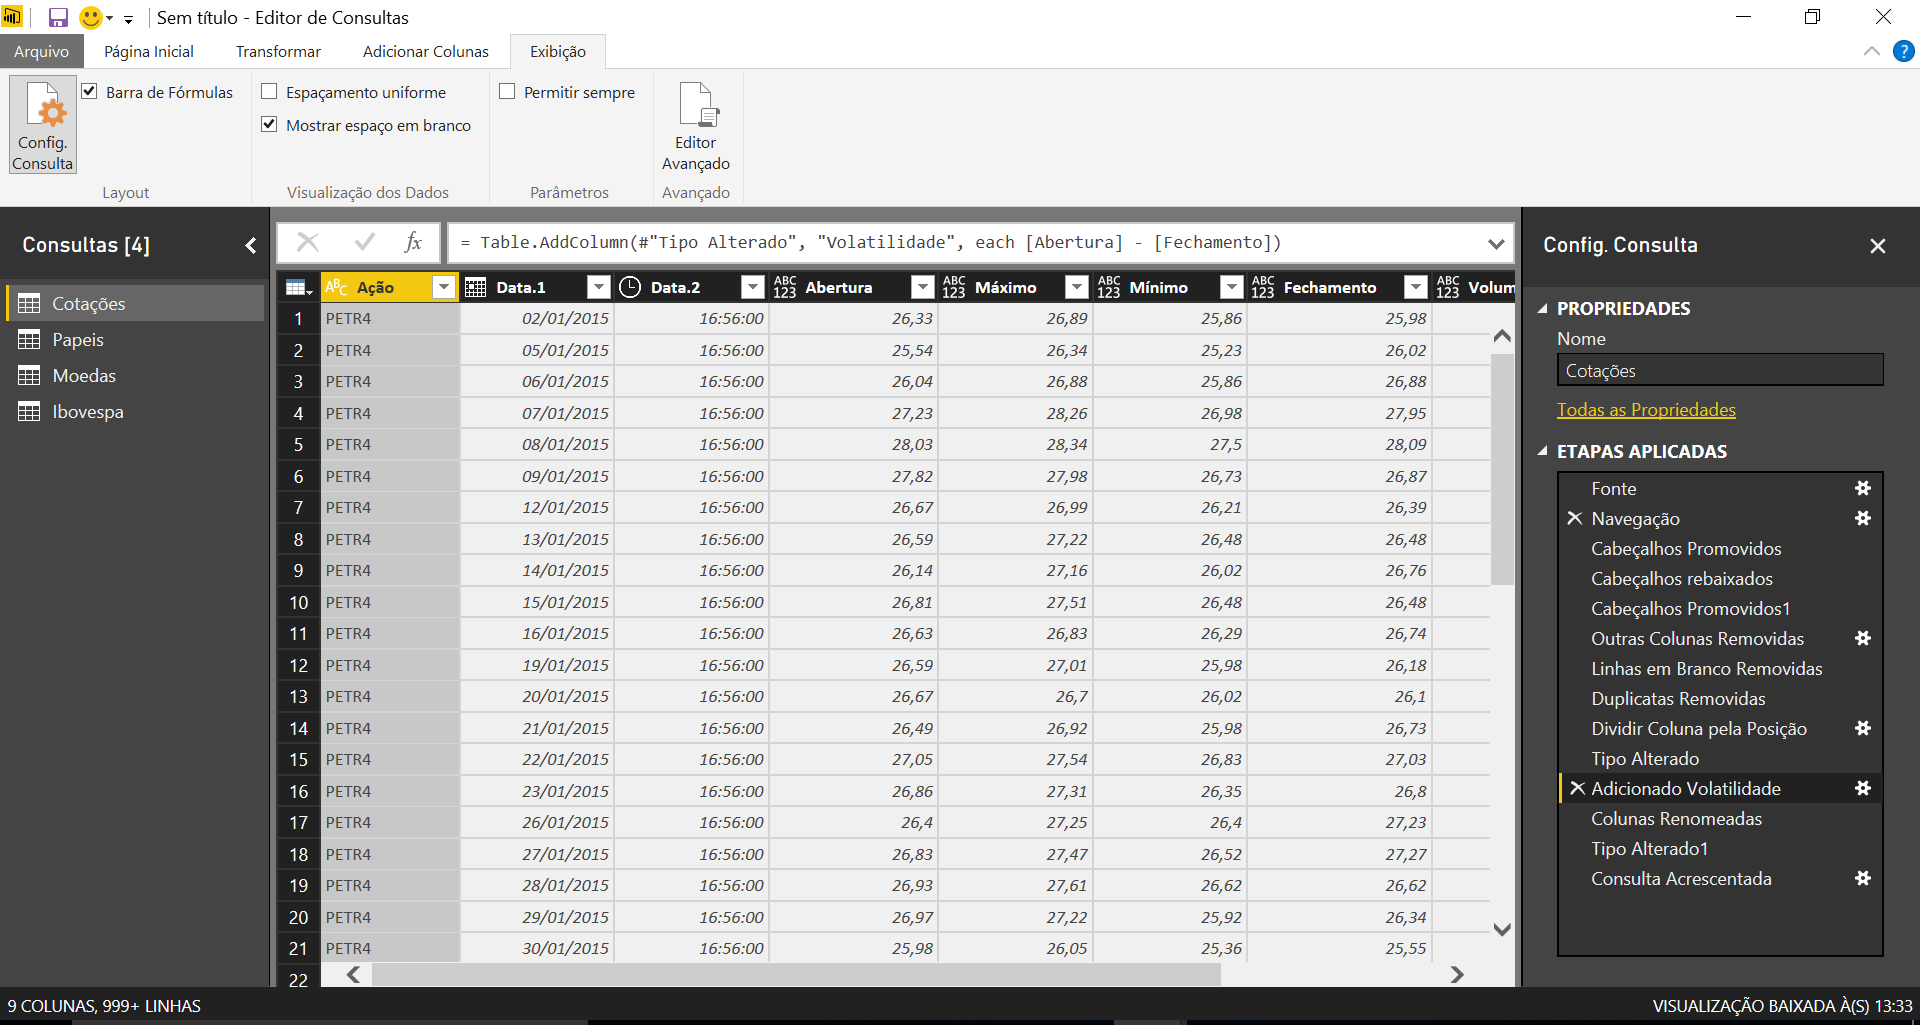 Sem título - Editor de Consultas
Arquivo Página Inicial Transformar Adicionar Colunas Exibição
Config. Consulta
Barra de Fórmulas
Layout
Espaçamento uniforme
Mostrar espaço em branco
Visualização dos Dados
Permitir sempre
Parâmetros
Editor Avançado
Avançado
Consultas [4]
Cotações
Papeis
Moedas
Ibovespa
fx = Table.AddColumn(#"Tipo Alterado", "Volatilidade", each [Abertura] - [Fechamento])
ABC Ação Data.1 Data.2 ABC 123 Abertura ABC 123 Máximo ABC 123 Mínimo ABC 123 Fechamento ABC 123 Volum
1 PETR4 02/01/2015 16:56:00 26,33 26,89 25,86 25,98
2 PETR4 05/01/2015 16:56:00 25,54 26,34 25,23 26,02
3 PETR4 06/01/2015 16:56:00 26,04 26,88 25,86 26,88
4 PETR4 07/01/2015 16:56:00 27,23 28,26 26,98 27,95
5 PETR4 08/01/2015 16:56:00 28,03 28,34 27,5 28,09
6 PETR4 09/01/2015 16:56:00 27,82 27,98 26,73 26,87
7 PETR4 12/01/2015 16:56:00 26,67 26,99 26,21 26,39
8 PETR4 13/01/2015 16:56:00 26,59 27,22 26,48 26,48
9 PETR4 14/01/2015 16:56:00 26,14 27,16 26,02 26,76
10 PETR4 15/01/2015 16:56:00 26,81 27,51 26,48 26,48
11 PETR4 16/01/2015 16:56:00 26,63 26,83 26,29 26,74
12 PETR4 19/01/2015 16:56:00 26,59 27,01 25,98 26,18
13 PETR4 20/01/2015 16:56:00 26,67 26,7 26,02 26,1
14 PETR4 21/01/2015 16:56:00 26,49 26,92 25,98 26,73
15 PETR4 22/01/2015 16:56:00 27,05 27,54 26,83 27,03
16 PETR4 23/01/2015 16:56:00 26,86 27,31 26,35 26,8
17 PETR4 26/01/2015 16:56:00 26,4 27,25 26,4 27,23
18 PETR4 27/01/2015 16:56:00 26,83 27,47 26,52 27,27
19 PETR4 28/01/2015 16:56:00 26,93 27,61 26,62 26,62
20 PETR4 29/01/2015 16:56:00 26,97 27,22 25,92 26,34
21 PETR4 30/01/2015 16:56:00 25,98 26,05 25,36 25,55
22
Config. Consulta
PROPRIEDADES
Nome
Cotações
Todas as Propriedades
ETAPAS APLICADAS
Fonte
Navegação
Cabeçalhos Promovidos
Cabeçalhos rebaixados
Cabeçalhos Promovidos1
Outras Colunas Removidas
Linhas em Branco Removidas
Duplicatas Removidas
Dividir Coluna pela Posição
Tipo Alterado
Adicionado Volatilidade
Colunas Renomeadas
Tipo Alterado1
Consulta Acrescentada
9 COLUNAS, 999+ LINHAS
VISUALIZAÇÃO BAIXADA À(S) 13:33